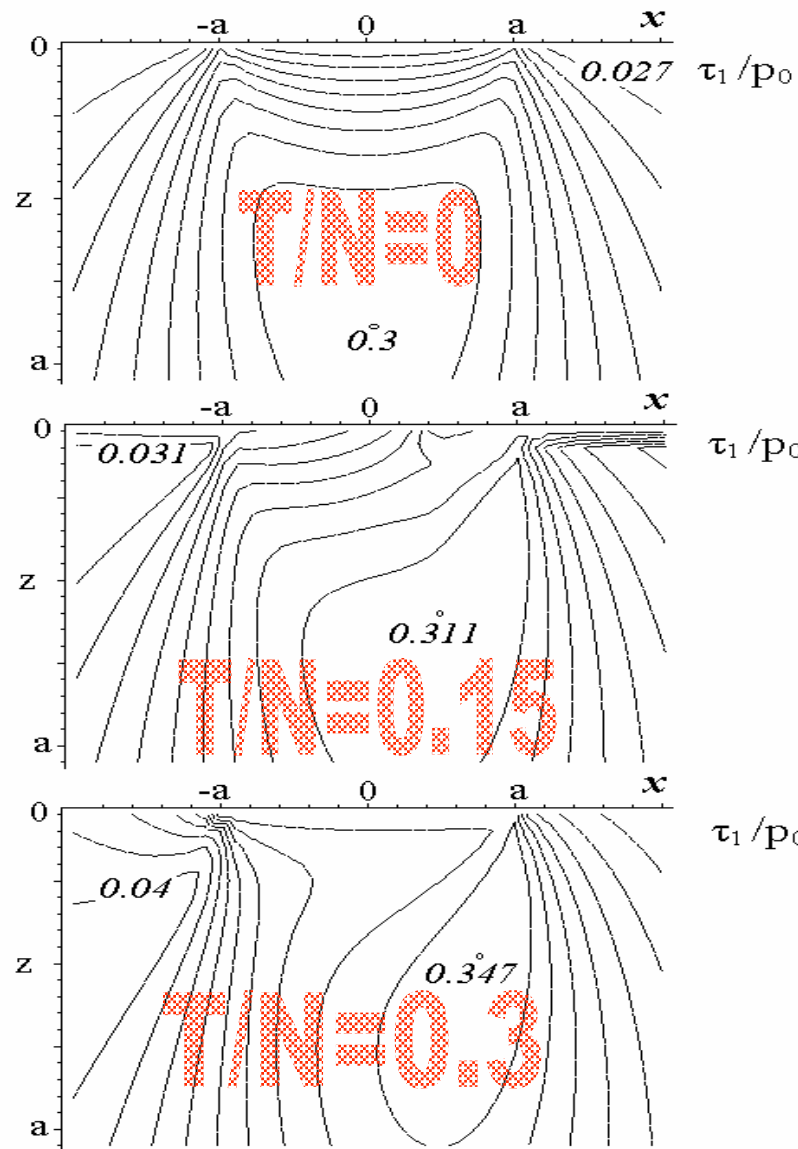 -a 0 a x
0
0.027 τ₁/p₀
z
T/N=0
0.3
a
-a 0 a x
0
0.031 τ₁/p₀
z
0.311
T/N=0.15
a
-a 0 a x
0
τ₁/p₀
0.04
z
0.347
T/N=0.3
a